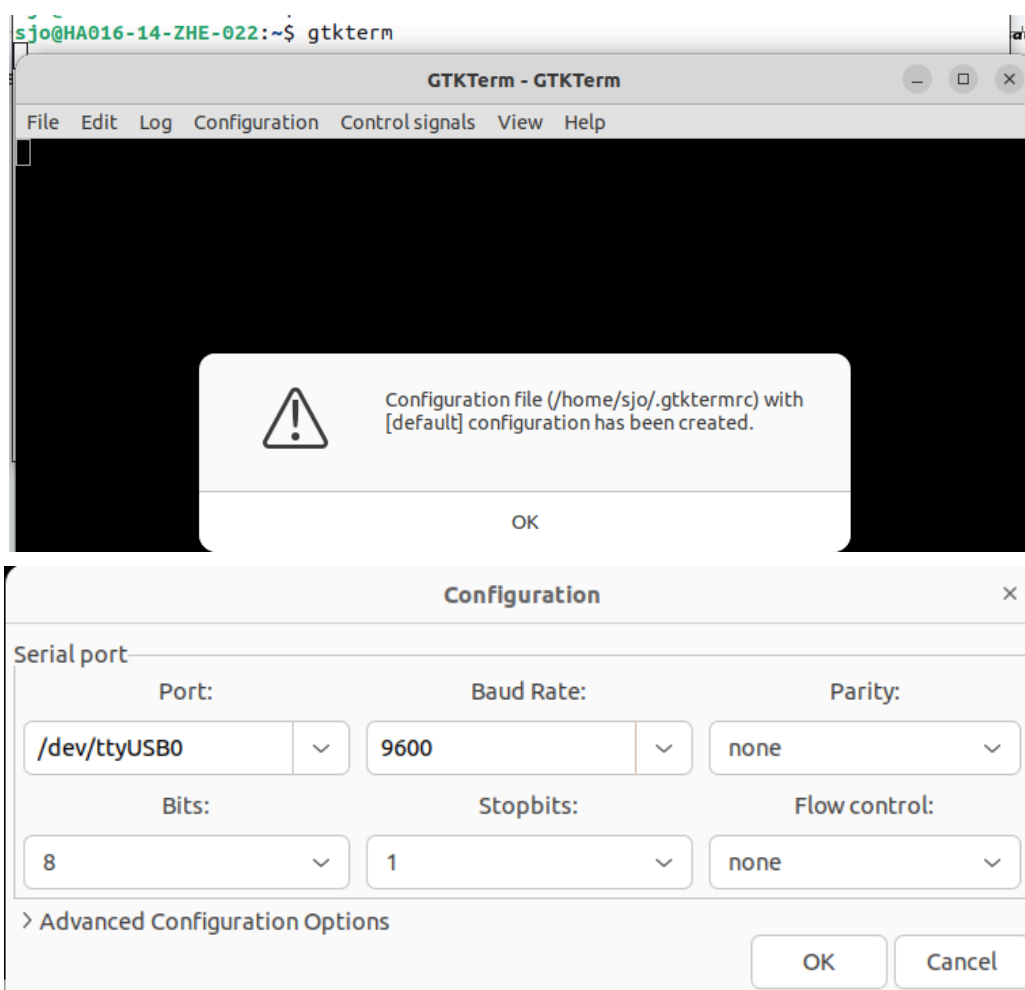 sjo@HA016-14-ZHE-022:~$ gtkterm
GTKTerm - GTKTerm
File Edit Log Configuration Control signals View Help
Configuration file (/home/sjo/.gtktermrc) with
[default] configuration has been created.
OK
Configuration
Serial port
Port: Baud Rate: Parity:
/dev/ttyUSB0 9600 none
Bits: Stopbits: Flow control:
8 1 none
> Advanced Configuration Options
OK Cancel